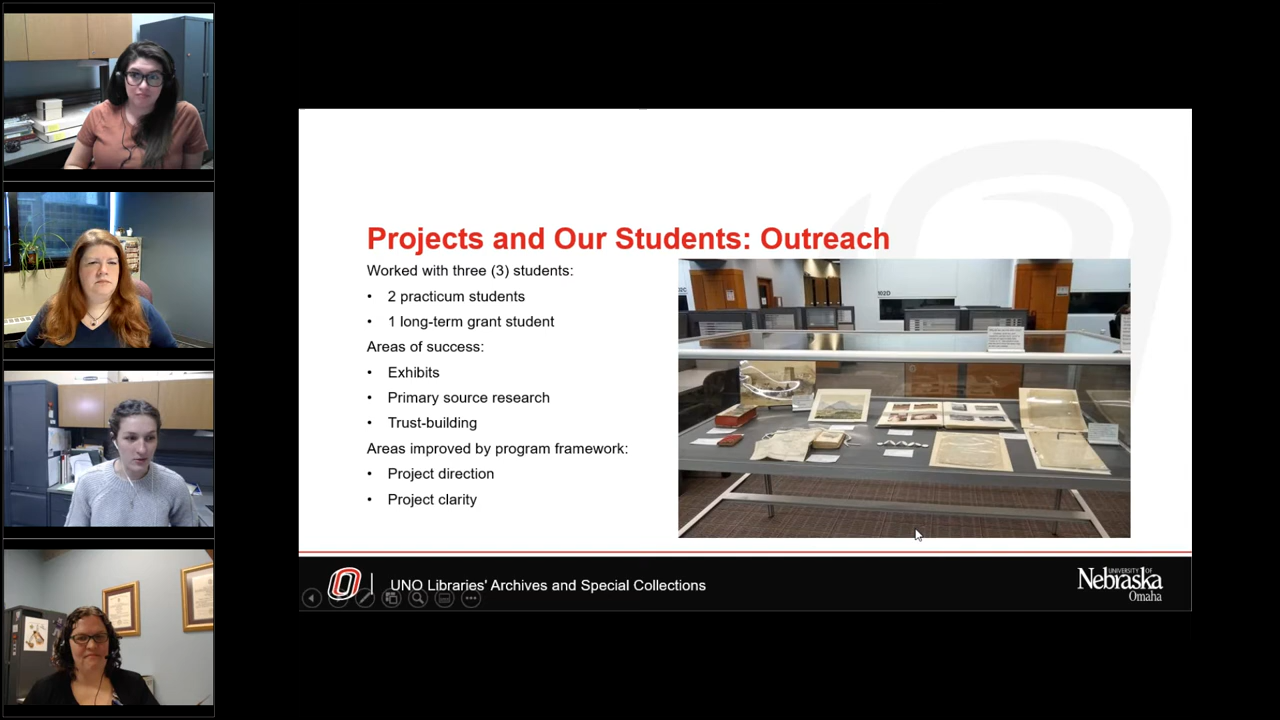 Projects and Our Students: Outreach
Worked with three (3) students:
• 2 practicum students
• 1 long-term grant student
Areas of success:
• Exhibits
• Primary source research
• Trust-building
Areas improved by program framework:
• Project direction
• Project clarity
102D
UNO Libraries' Archives and Special Collections
UNIVERSITY OF
Nebraska
Omaha